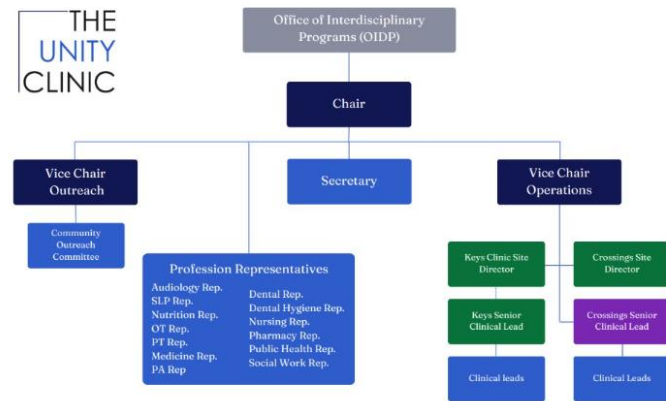 THE
UNITY
CLINIC
Office of Interdisciplinary
Programs (OIDP)
Chair
Vice Chair
Outreach
Secretary
Vice Chair
Operations
Community
Outreach
Committee
Profession Representatives
Audiology Rep.
SLP Rep.
Nutrition Rep.
OT Rep.
PT Rep.
Medicine Rep.
PA Rep
Dental Rep.
Dental Hygiene Rep.
Nursing Rep.
Pharmacy Rep.
Public Health Rep.
Social Work Rep.
Keys Clinic Site
Director
Crossings Site
Director
Keys Senior
Clinical Lead
Crossings Senior
Clinical Lead
Clinical leads
Clinical Leads